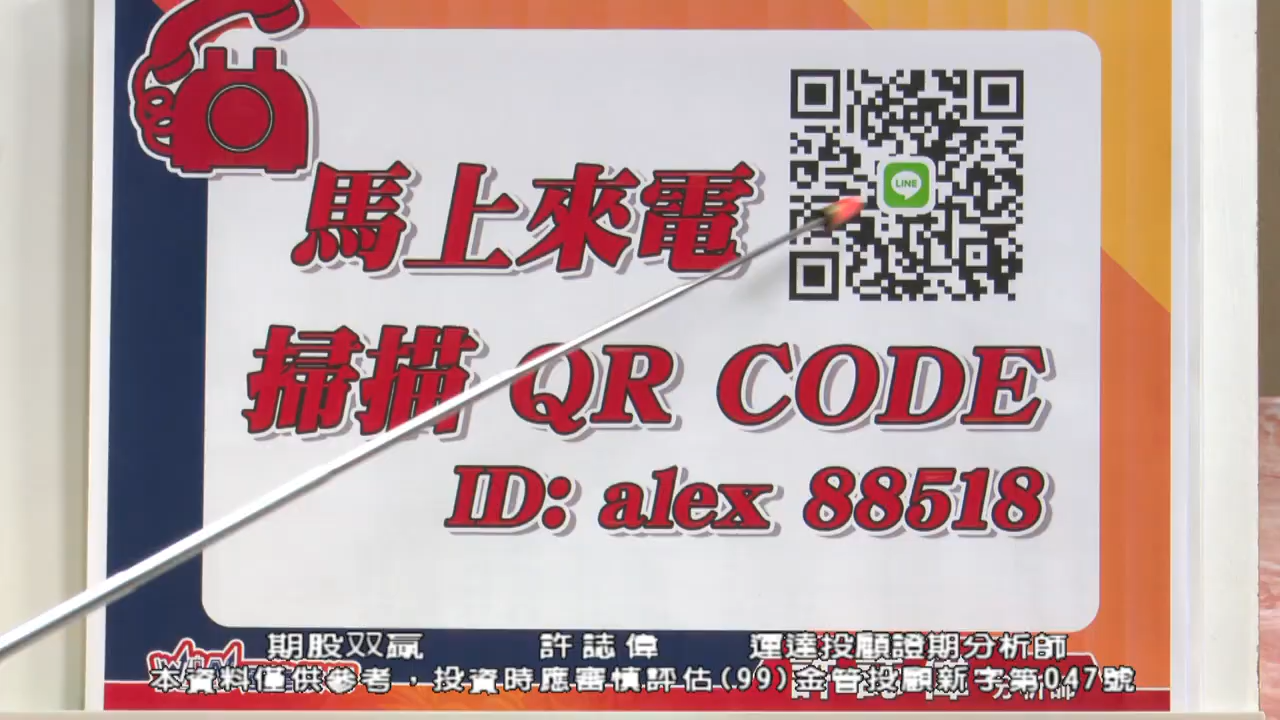 LINE
馬上來電
掃描 QR CODE
ID: alex 88518
期股双贏 許誌偉 運達投顧證期分析師
本資料僅供參考，投資時應審慎評估(99)金管投顧新字第047號